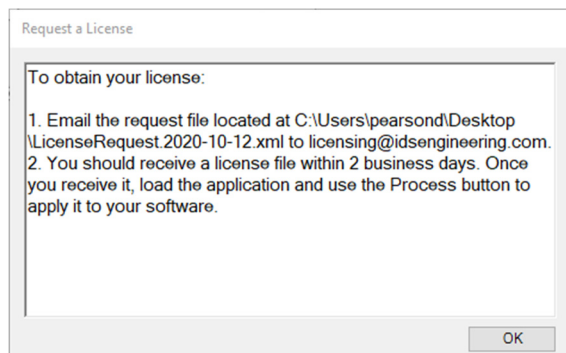 Request a License
To obtain your license:
1. Email the request file located at C:\Users\pearsond\Desktop
\LicenseRequest.2020-10-12.xml to licensing@idsengineering.com.
2. You should receive a license file within 2 business days. Once
you receive it, load the application and use the Process button to
apply it to your software.
OK